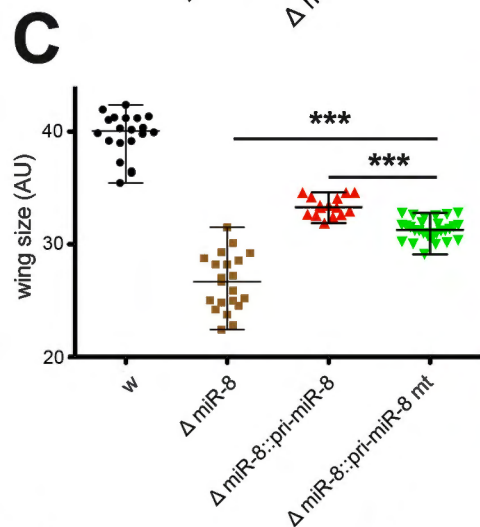 C
***
***
40
30
20
wing size (AU)
w
Δ miR-8
Δ miR-8::pri-miR-8
Δ miR-8::pri-miR-8 mt